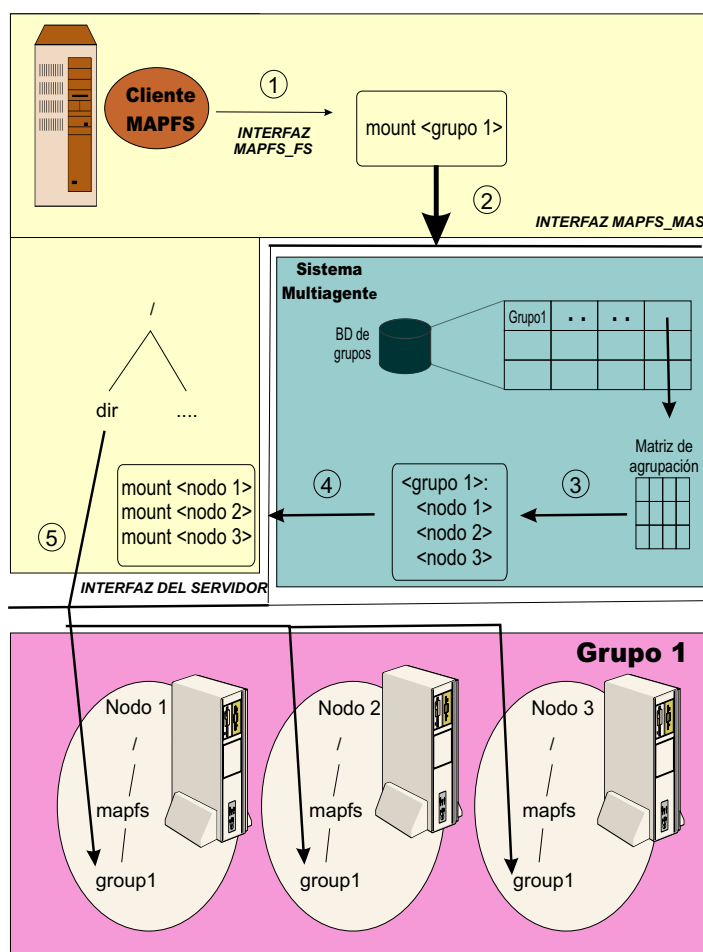 Cliente
MAPFS
1
INTERFAZ
MAPFS_FS
mount <grupo 1>
2
INTERFAZ MAPFS_MAS
Sistema
Multiagente
BD de
grupos
Grupo1
. .
. .
/
dir
....
Matriz de
agrupación
mount <nodo 1>
mount <nodo 2>
mount <nodo 3>
4
<grupo 1>:
<nodo 1>
<nodo 2>
<nodo 3>
3
5
INTERFAZ DEL SERVIDOR
Grupo 1
Nodo 1
/
mapfs
group1
Nodo 2
/
mapfs
group1
Nodo 3
/
mapfs
group1